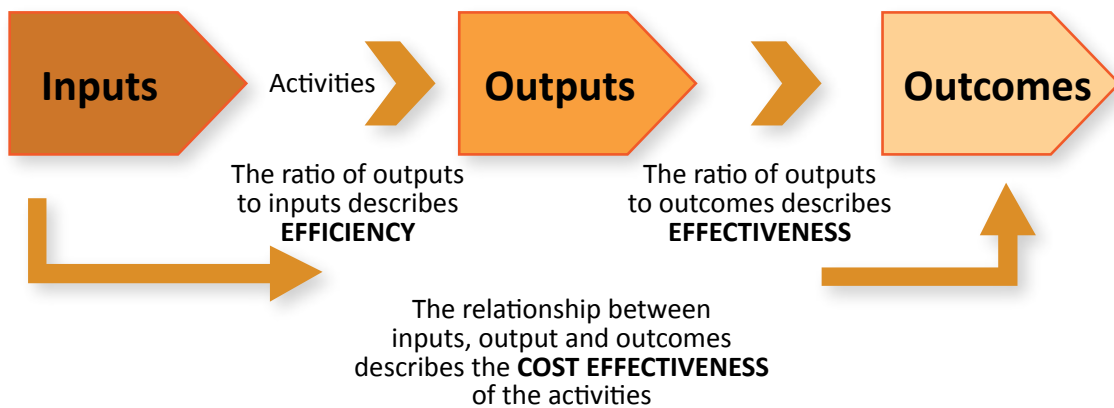 Inputs
Activities
Outputs
Outcomes
The ratio of outputs
to inputs describes
EFFICIENCY
The ratio of outputs
to outcomes describes
EFFECTIVENESS
The relationship between
inputs, output and outcomes
describes the COST EFFECTIVENESS
of the activities